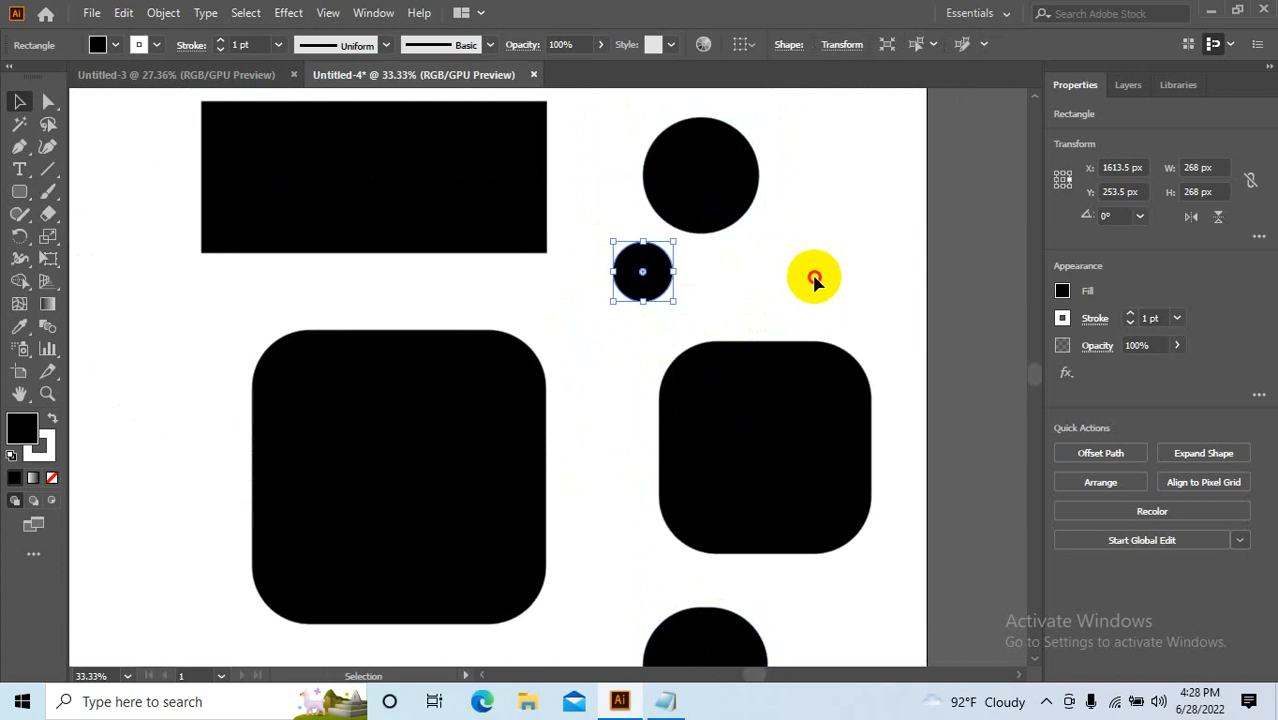 Ai
File Edit Object Type Select Effect View Window Help
Essentials
Search Adobe Stock
Rectangle
Stroke:
1 pt
Uniform
Basic
Opacity:
100%
Style:
Shape:
Transform
Untitled-3 @ 27.36% (RGB/GPU Preview)
Untitled-4* @ 33.33% (RGB/GPU Preview)
Properties
Layers
Libraries
Rectangle
Transform
X: 1613.5 px
W: 268 px
Y: 253.5 px
H: 268 px
0°
Appearance
Fill
Stroke
1 pt
Opacity
100%
fx.
Quick Actions
Offset Path
Expand Shape
Arrange
Align to Pixel Grid
Recolor
Start Global Edit
Activate Windows
Go to Settings to activate Windows.
33.33%
1
Selection
Type here to search
Ai
92°F Cloudy
4:28 PM
6/28/2022